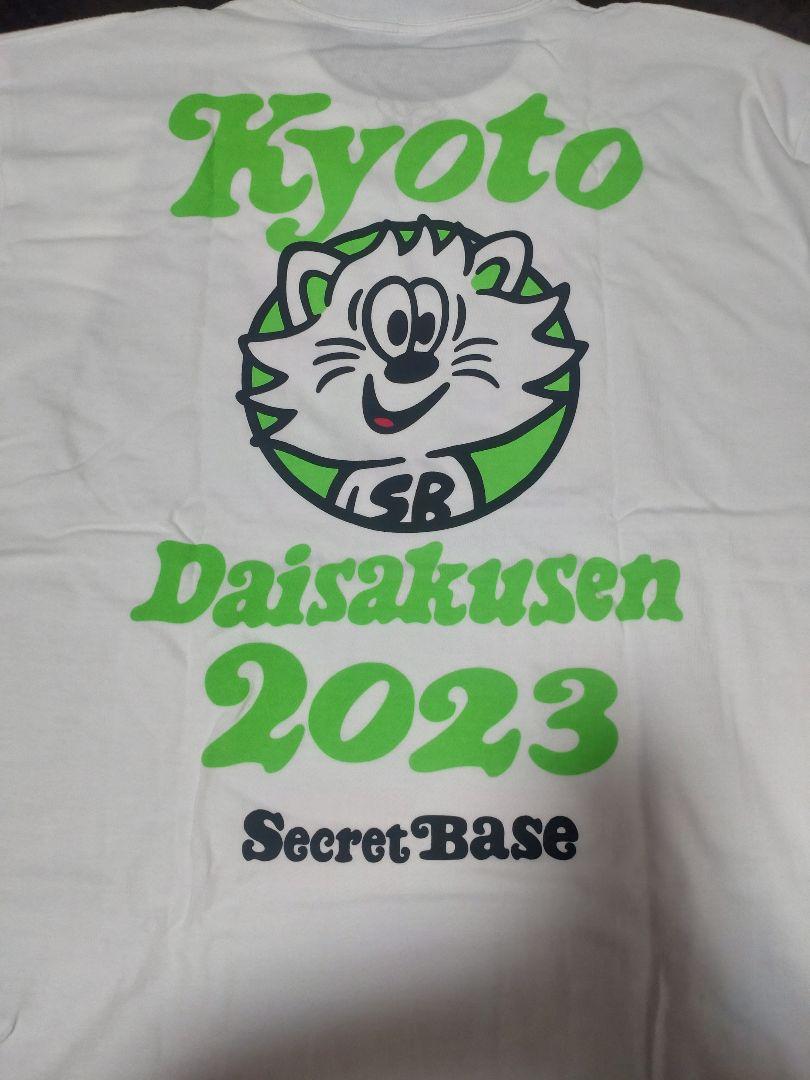 Kyoto
SB
Daisakusen
2023
Secret Base